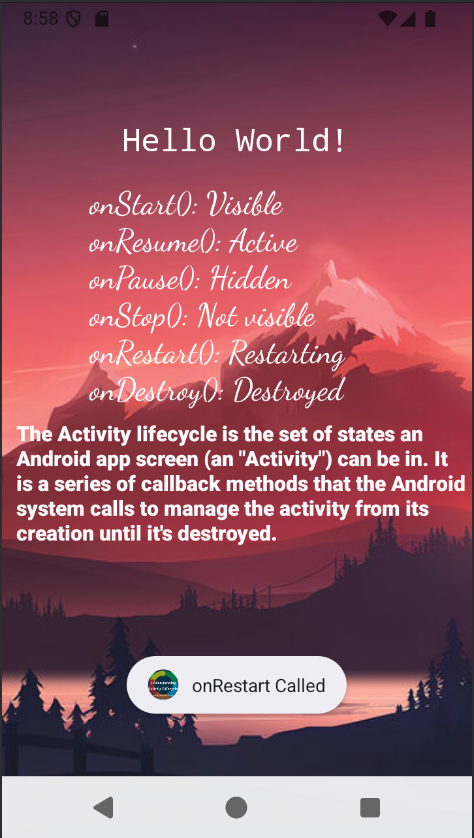 8:58
Hello World!
onStart(): Visible
onResume(): Active
onPause(): Hidden
onStop(): Not visible
onRestart(): Restarting
onDestroy(): Destroyed
The Activity lifecycle is the set of states an
Android app screen (an "Activity") can be in. It
is a series of callback methods that the Android
system calls to manage the activity from its
creation until it's destroyed.
onRestart Called